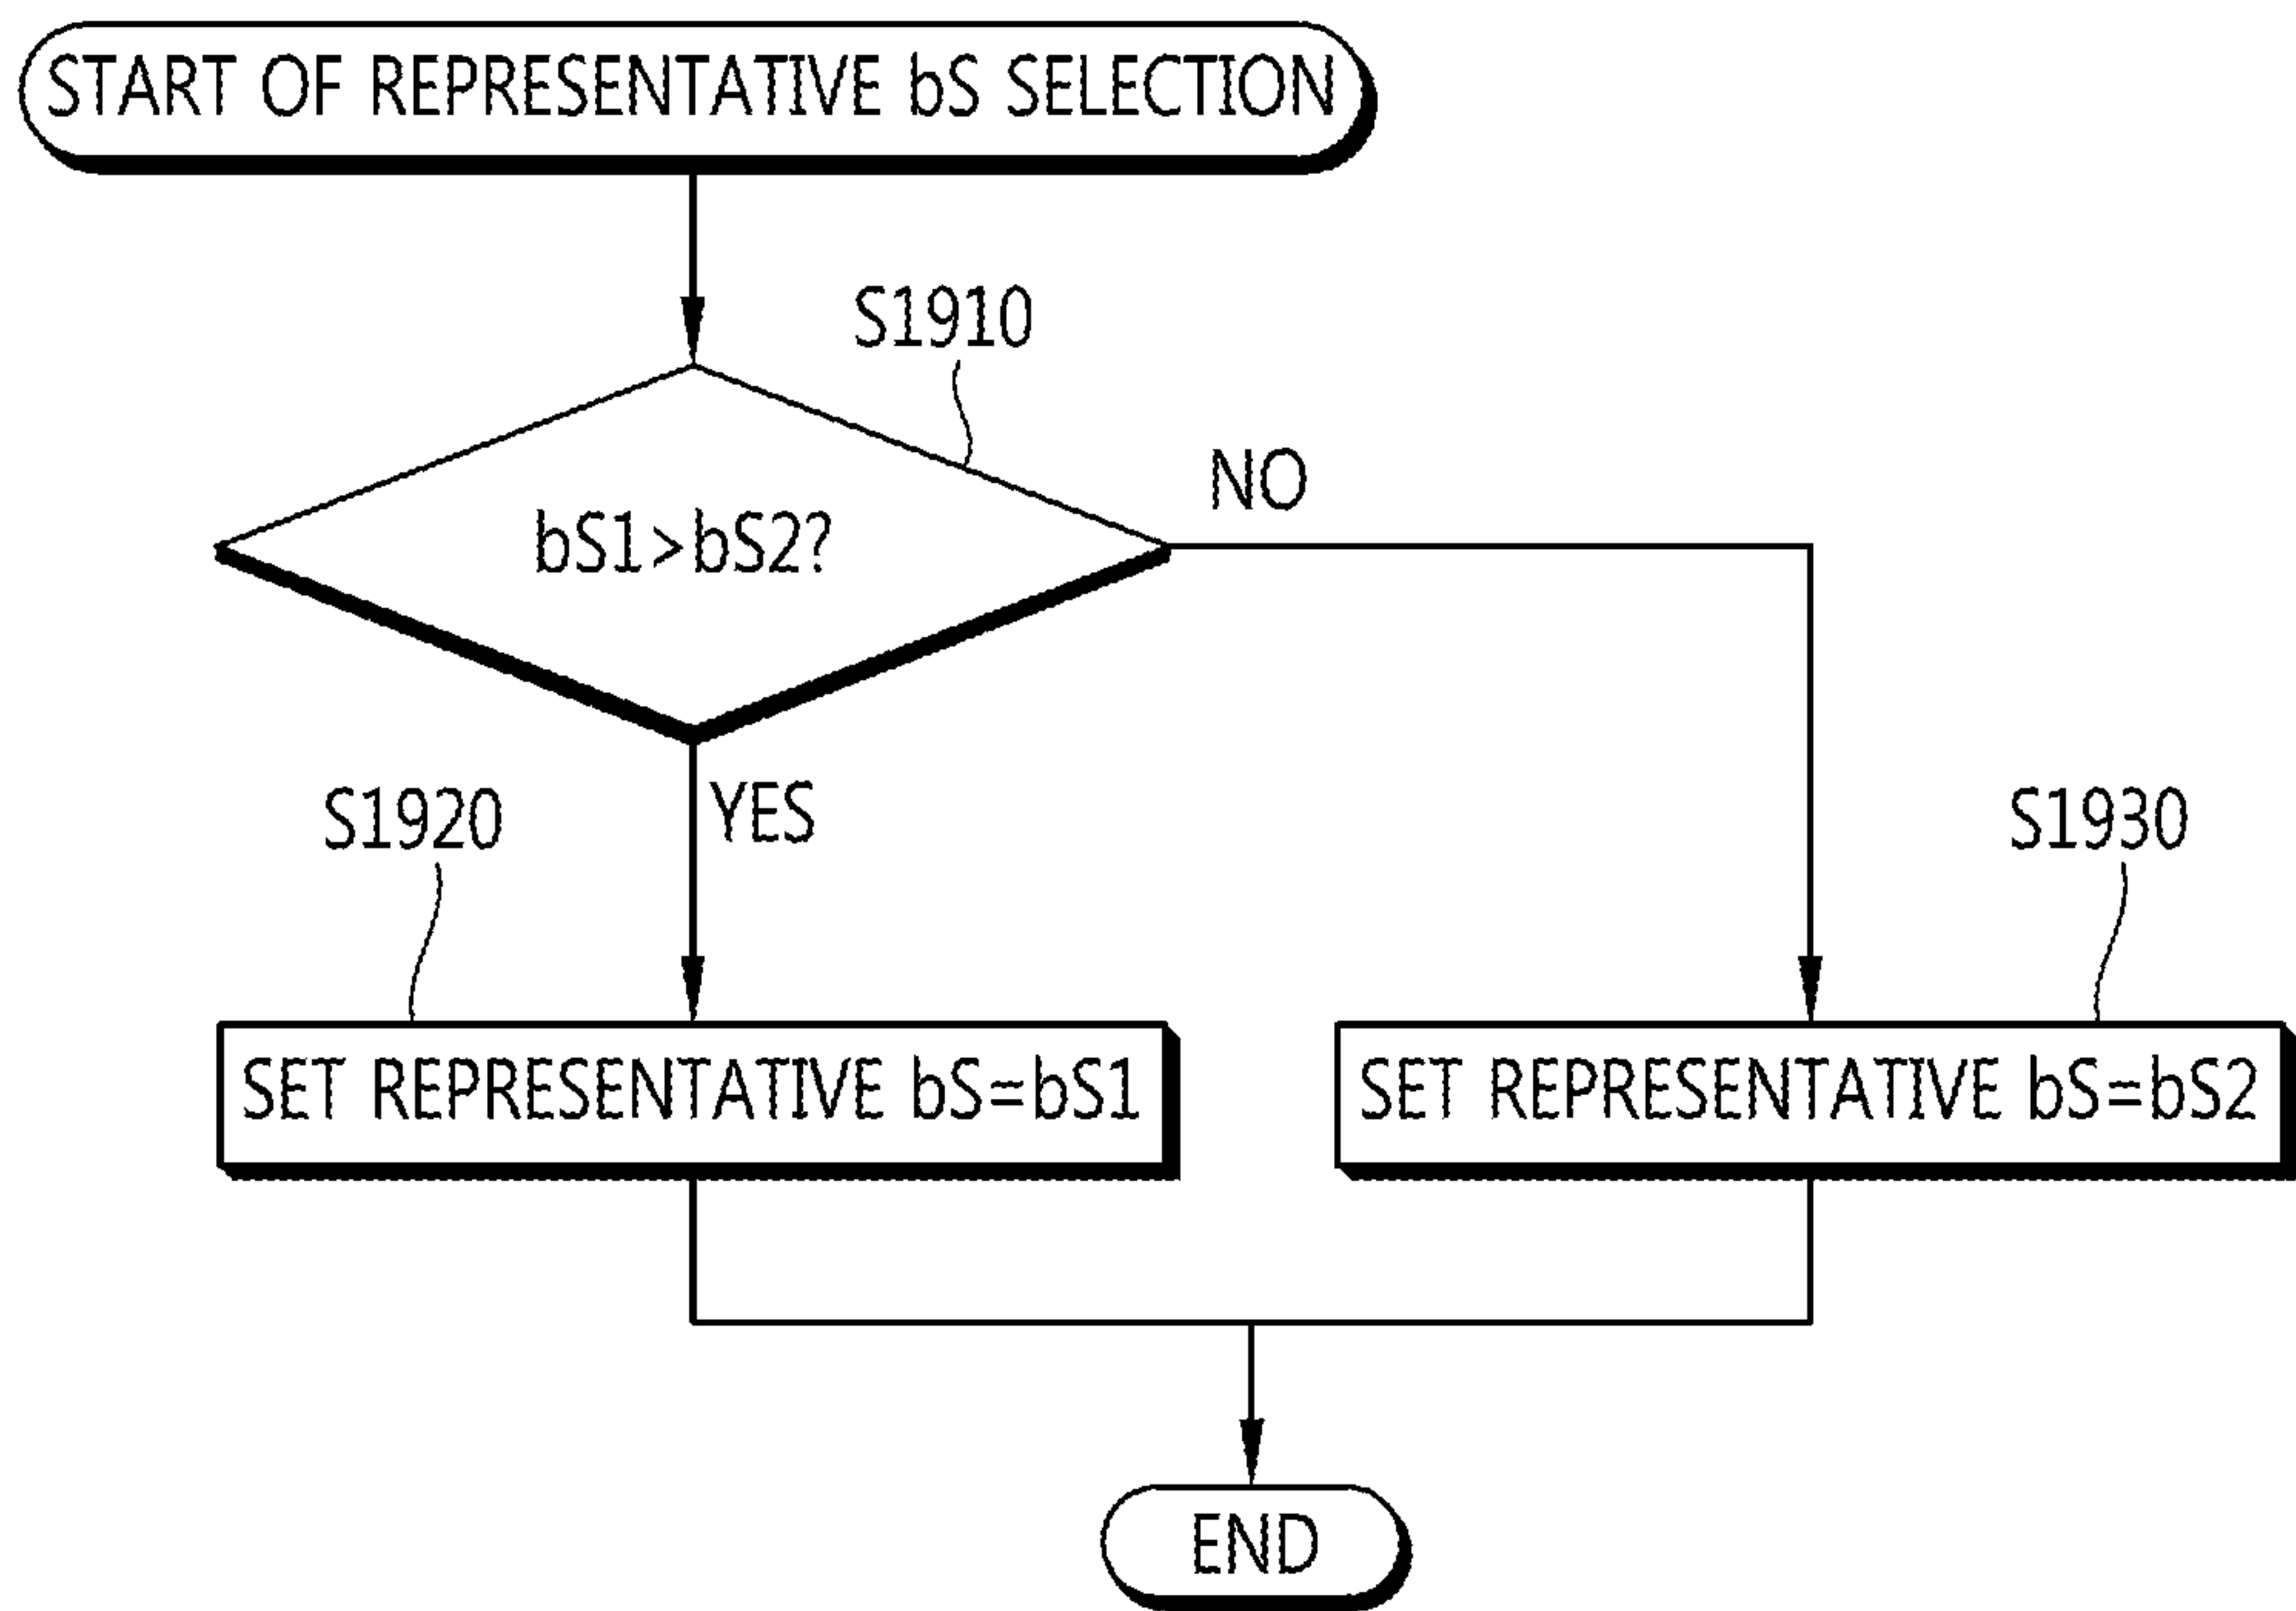 START OF REPRESENTATIVE bS SELECTION
S1910
bS1>bS2?
NO
YES
S1920
S1930
SET REPRESENTATIVE bS=bS1
SET REPRESENTATIVE bS=bS2
END